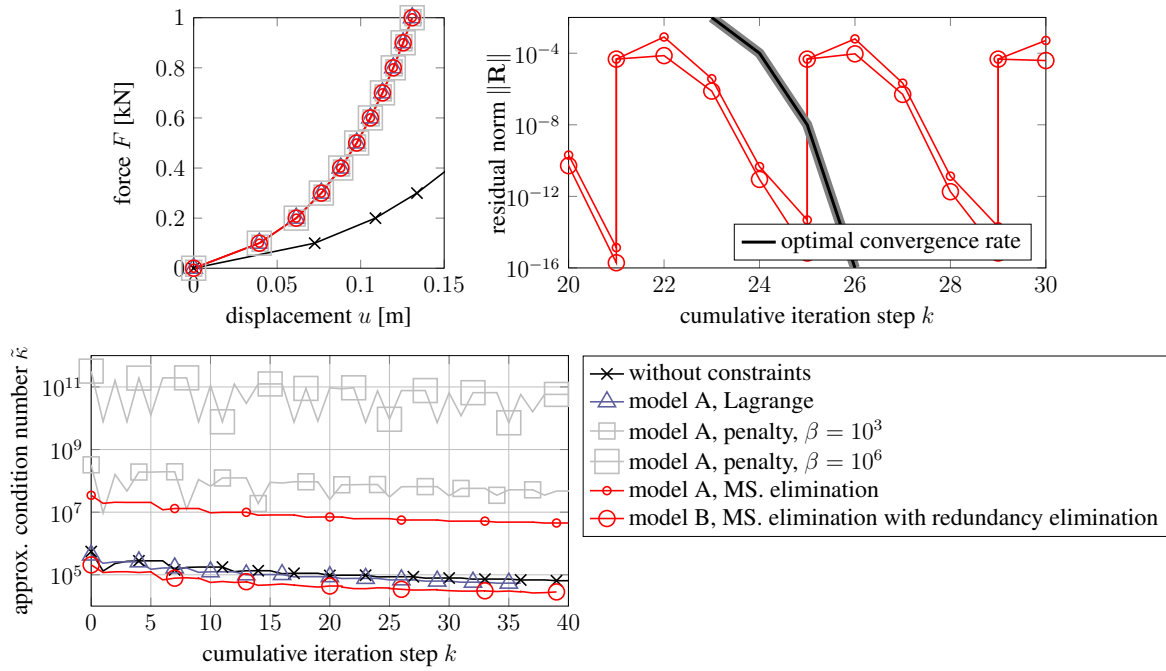 1
0.8
0.6
0.4
0.2
0
0
0.05
0.1
0.15
force F [kN]
displacement u [m]
10^−4
10^−8
10^−12
10^−16
20
22
24
26
28
30
residual norm ||R||
cumulative iteration step k
optimal convergence rate
10^11
10^9
10^7
10^5
0
5
10
15
20
25
30
35
40
approx. condition number κ̃
cumulative iteration step k
without constraints
model A, Lagrange
model A, penalty, β = 10^3
model A, penalty, β = 10^6
model A, MS. elimination
model B, MS. elimination with redundancy elimination